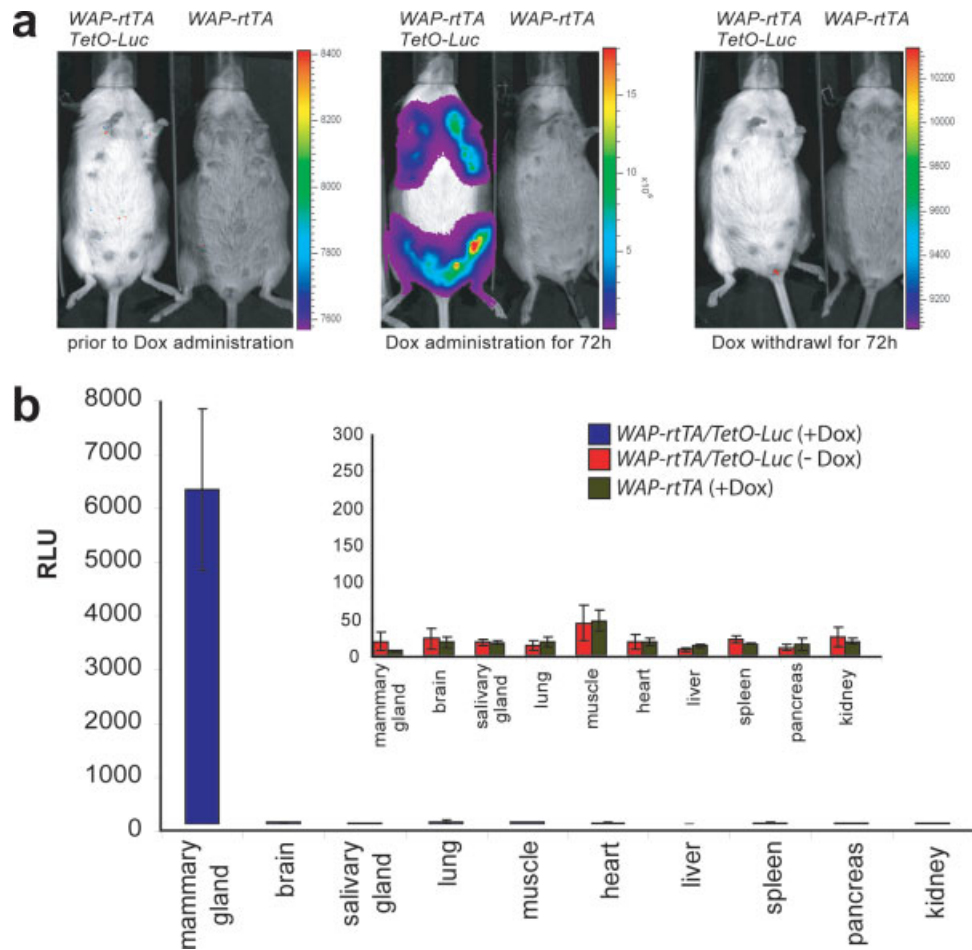 a
WAP-rtTA
TetO-Luc
WAP-rtTA
8400
8200
8000
7800
7600
prior to Dox administration
WAP-rtTA
TetO-Luc
WAP-rtTA
15
10
5
x10⁶
Dox administration for 72h
WAP-rtTA
TetO-Luc
WAP-rtTA
10200
10000
9800
9600
9400
9200
Dox withdrawl for 72h
b
RLU
8000
7000
6000
5000
4000
3000
2000
1000
0
mammary
gland
brain
salivary
gland
lung
muscle
heart
liver
spleen
pancreas
kidney
300
250
200
150
100
50
0
WAP-rtTA/TetO-Luc (+Dox)
WAP-rtTA/TetO-Luc (- Dox)
WAP-rtTA (+Dox)
mammary
gland
brain
salivary
gland
lung
muscle
heart
liver
spleen
pancreas
kidney